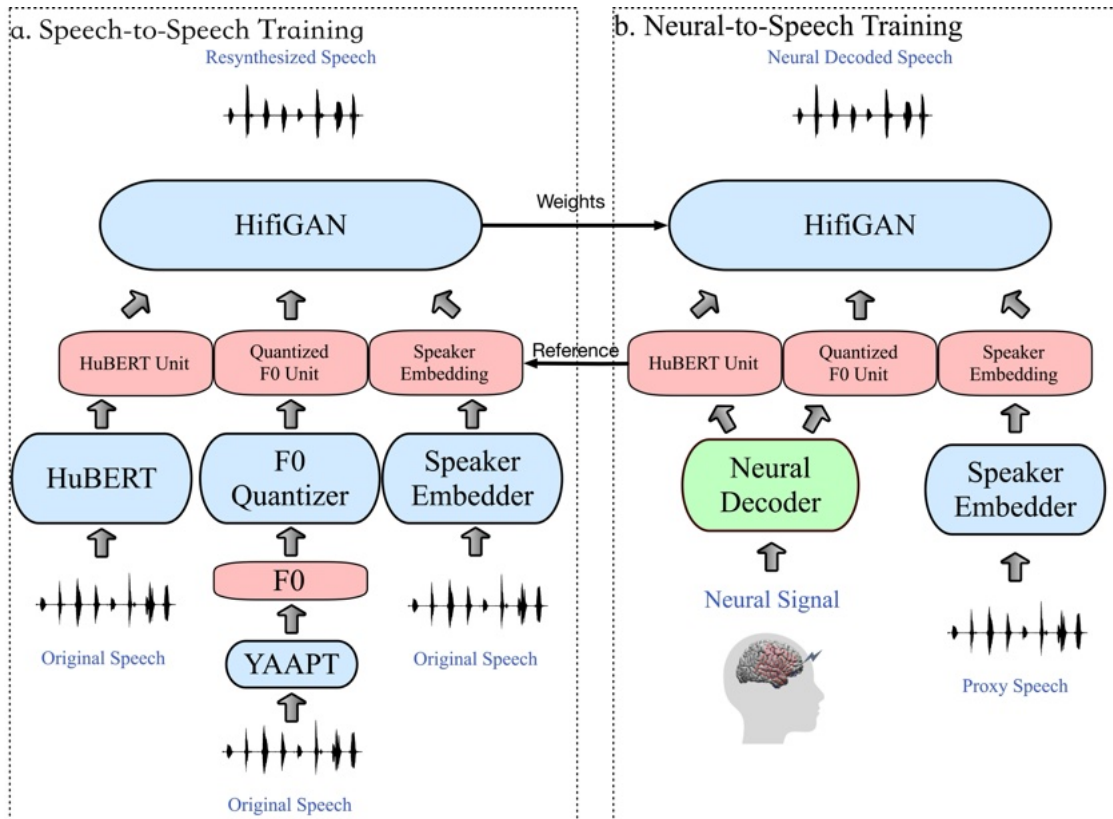 a. Speech-to-Speech Training
Resynthesized Speech
HifiGAN
HuBERT Unit
Quantized
F0 Unit
Speaker
Embedding
HuBERT
F0
Quantizer
Speaker
Embedder
F0
Original Speech
YAAPT
Original Speech
Original Speech
Weights
Reference
b. Neural-to-Speech Training
Neural Decoded Speech
HifiGAN
HuBERT Unit
Quantized
F0 Unit
Speaker
Embedding
Neural
Decoder
Speaker
Embedder
Neural Signal
Proxy Speech